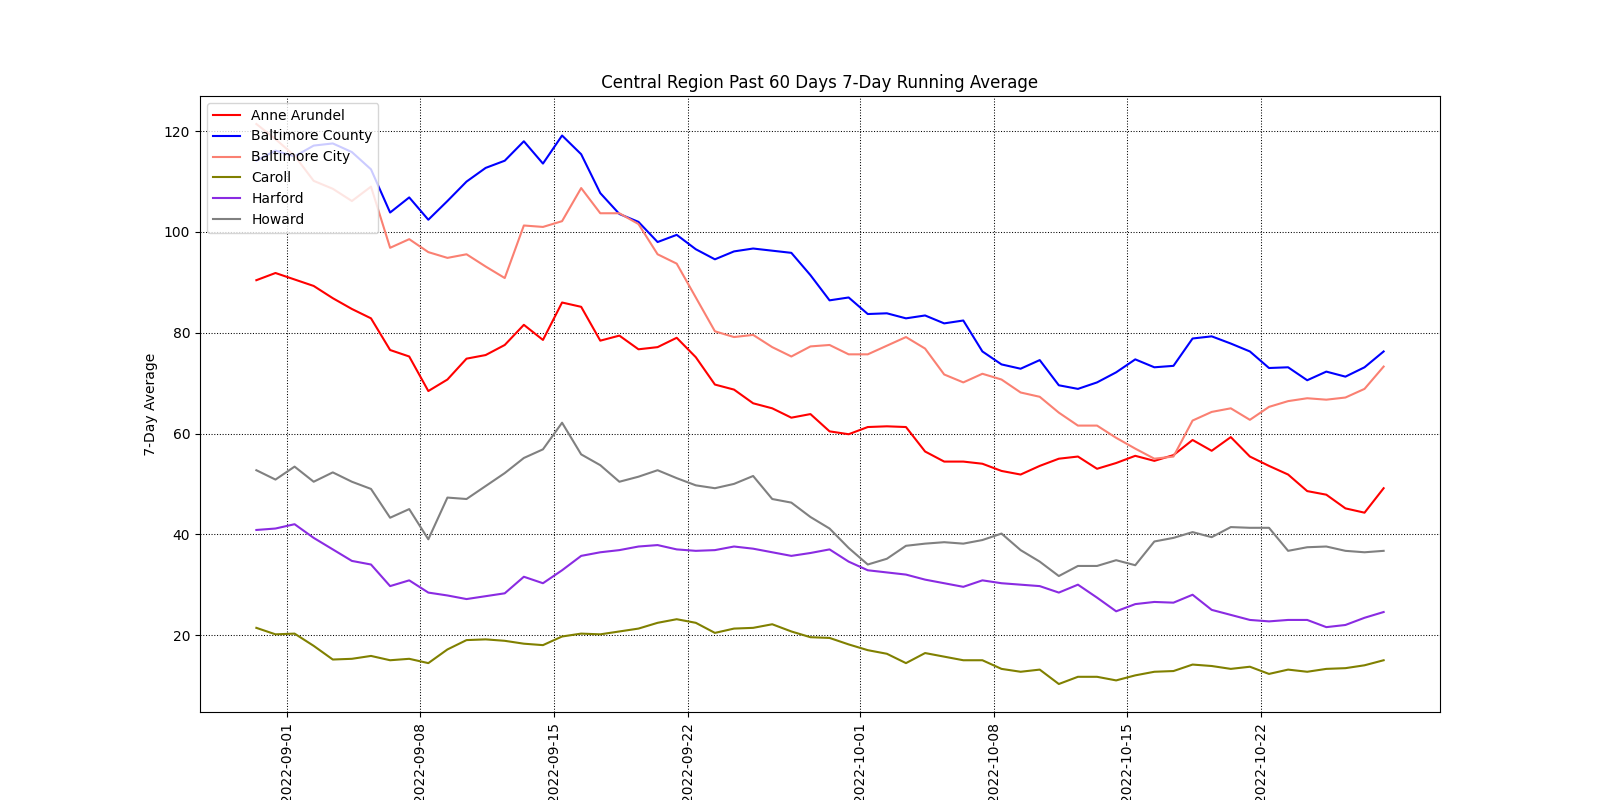 Central Region Past 60 Days 7-Day Running Average
Anne Arundel
Baltimore County
Baltimore City
Caroll
Harford
Howard
7-Day Average
120
100
80
60
40
20
2022-09-01
2022-09-08
2022-09-15
2022-09-22
2022-10-01
2022-10-08
2022-10-15
2022-10-22